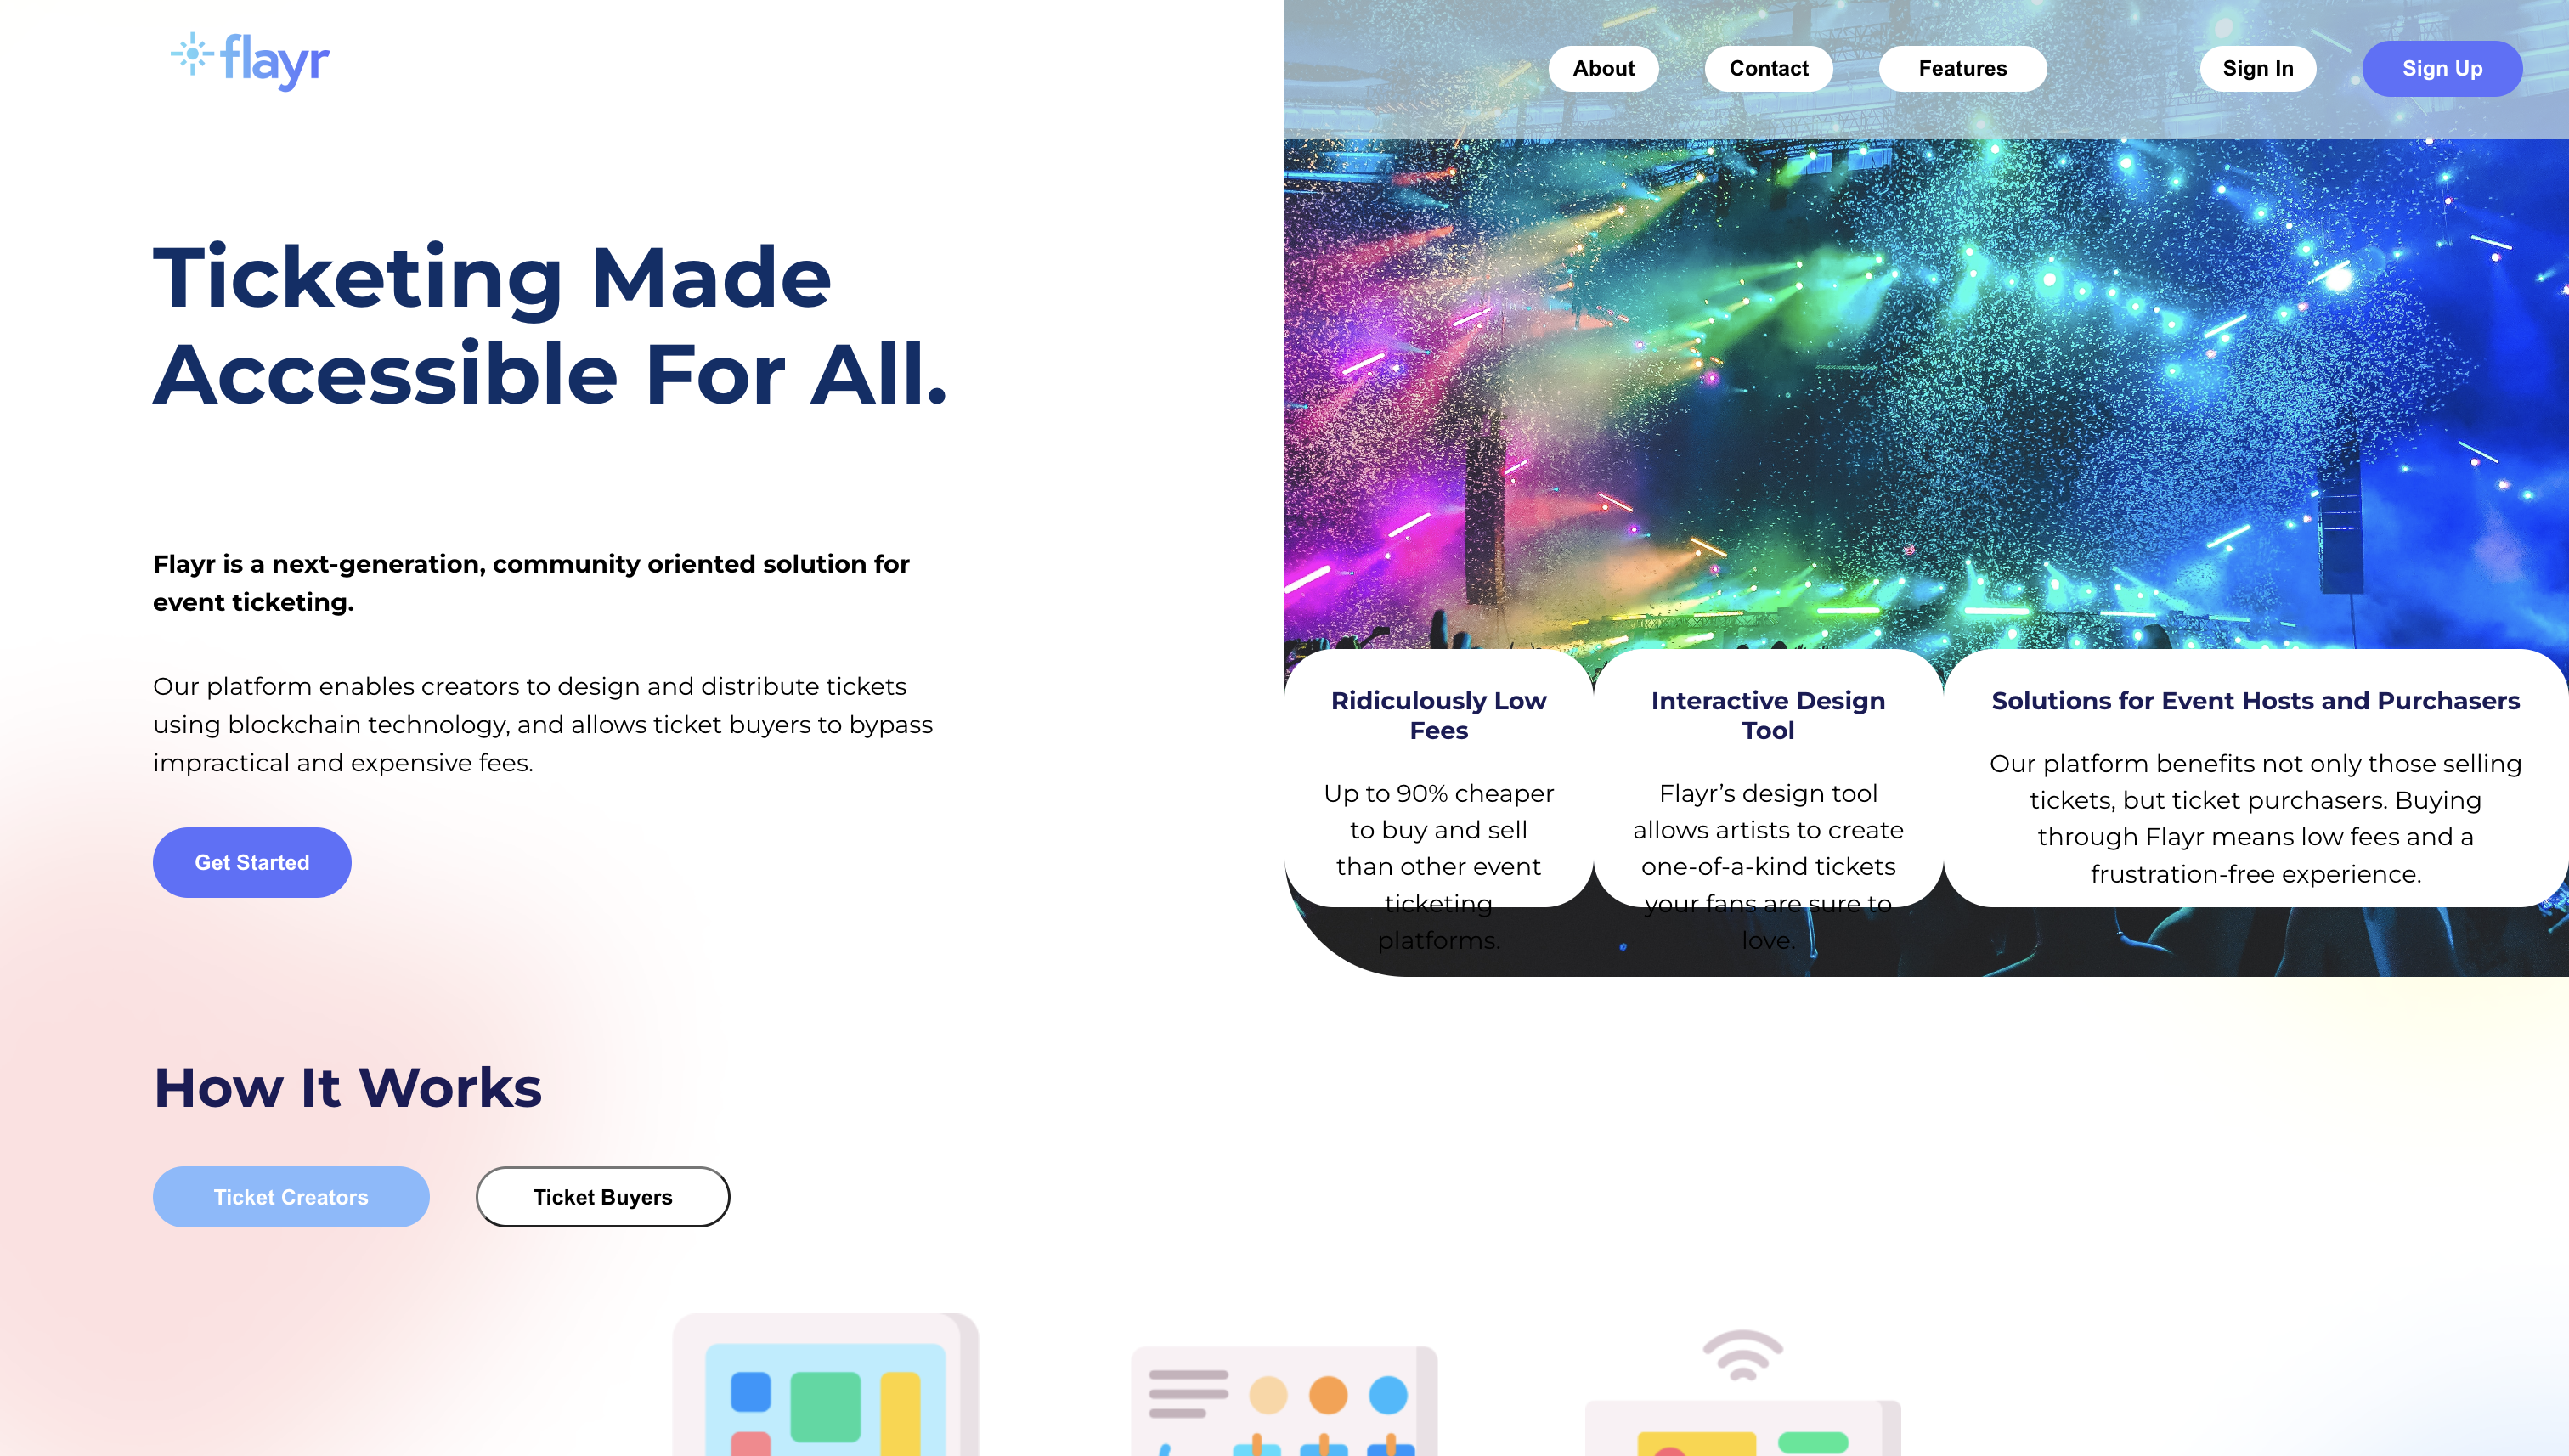 flayr
About
Contact
Features
Sign In
Sign Up
Ticketing Made
Accessible For All.
Flayr is a next-generation, community oriented solution for
event ticketing.
Our platform enables creators to design and distribute tickets
using blockchain technology, and allows ticket buyers to bypass
impractical and expensive fees.
Get Started
Ridiculously Low
Fees
Up to 90% cheaper
to buy and sell
than other event
ticketing
platforms.
Interactive Design
Tool
Flayr’s design tool
allows artists to create
one-of-a-kind tickets
your fans are sure to
love.
Solutions for Event Hosts and Purchasers
Our platform benefits not only those selling
tickets, but ticket purchasers. Buying
through Flayr means low fees and a
frustration-free experience.
How It Works
Ticket Creators
Ticket Buyers